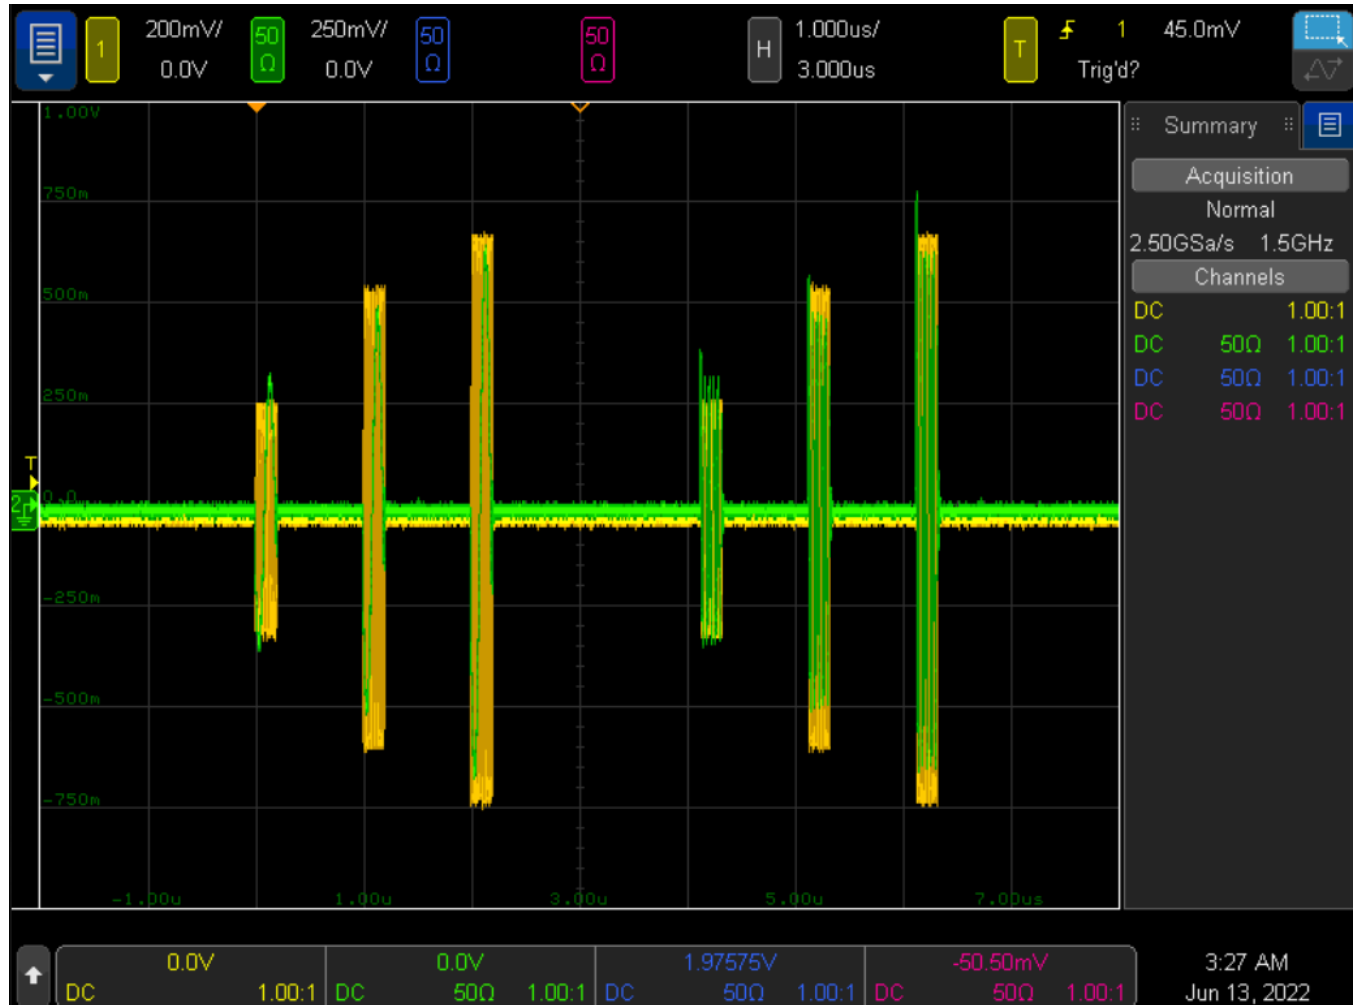 1 200mV/ 50 250mV/ 50 50 H 1.000us/ T 1 45.0mV
0.0V Ω 0.0V Ω Ω 3.000us Trig'd?
1.00V
750m
500m
250m
T
0.0
2
-250m
-500m
-750m
-1.00u 1.00u 3.00u 5.00u 7.00us
Summary
Acquisition
Normal
2.50GSa/s 1.5GHz
Channels
DC 1.00:1
DC 50Ω 1.00:1
DC 50Ω 1.00:1
DC 50Ω 1.00:1
0.0V 0.0V 1.97575V -50.50mV 3:27 AM
DC 1.00:1 DC 50Ω 1.00:1 DC 50Ω 1.00:1 DC 50Ω 1.00:1 Jun 13, 2022